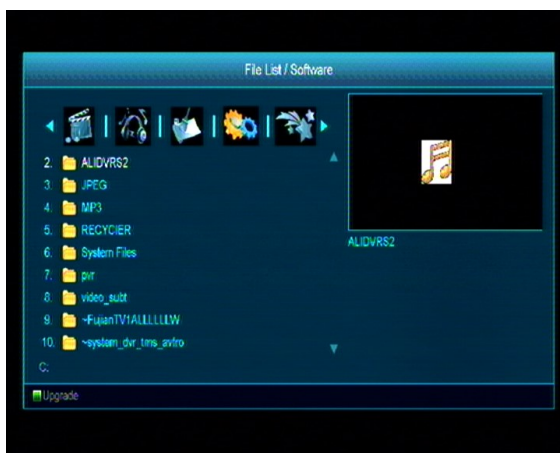 File List / Software
2. ALIDVRS2
3. JPEG
4. MP3
5. RECYCIER
6. System Files
7. pvr
8. video_subt
9. ~FujianTV1ALLLLLLW
10. ~system_dvr_tms_avfro
ALIDVRS2
C:
Upgrade